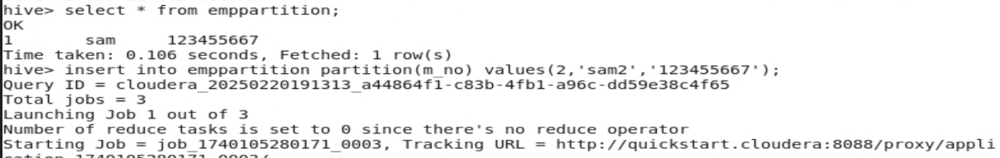 hive> select * from emppartition;
OK
1 sam 123455667
Time taken: 0.106 seconds, Fetched: 1 row(s)
hive> insert into emppartition partition(m_no) values(2,'sam2','123455667');
Query ID = cloudera_20250220191313_a44864f1-c83b-4fb1-a96c-dd59e38c4f65
Total jobs = 3
Launching Job 1 out of 3
Number of reduce tasks is set to 0 since there's no reduce operator
Starting Job = job_1740105280171_0003, Tracking URL = http://quickstart.cloudera:8088/proxy/appli
cation_1740105280171_0003/